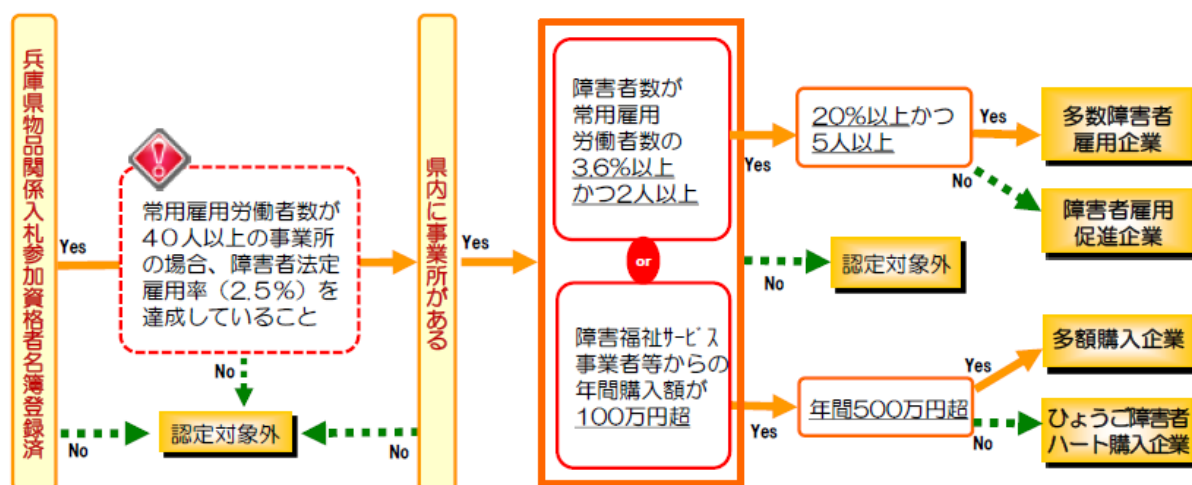 兵庫県物品関係入札参加資格者名簿登録済
Yes
No
常用雇用労働者数が
４０人以上の事業所
の場合、障害者法定
雇用率（2.5％）を
達成していること
No
認定対象外
県内に事業所がある
Yes
No
障害者数が
常用雇用
労働者数の
3.6％以上
かつ2人以上
or
障害福祉ｻｰﾋﾞｽ
事業者等からの
年間購入額が
100万円超
Yes
20％以上かつ
5人以上
Yes
多数障害者
雇用企業
No
障害者雇用
促進企業
No
認定対象外
Yes
年間500万円超
Yes
多額購入企業
No
ひょうご障害者
ハート購入企業